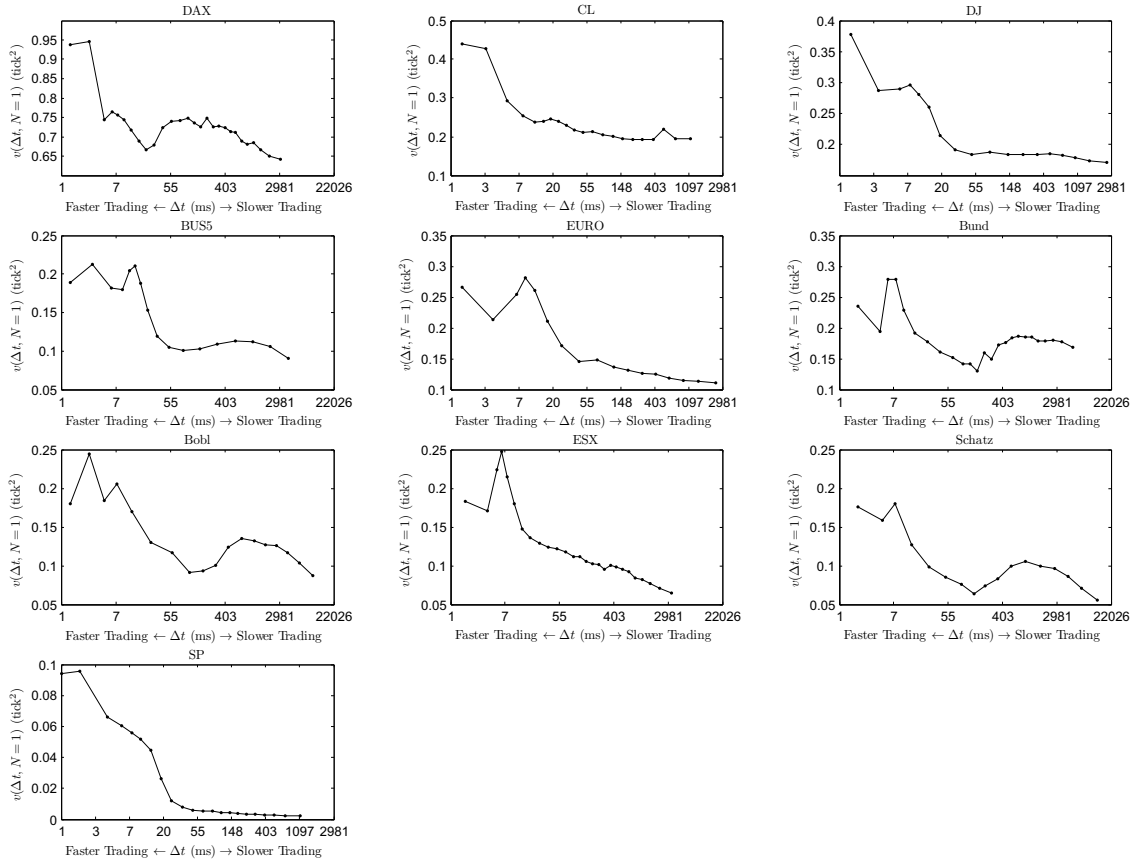 DAX
v(Δt, N = 1) (tick²)
0.95
0.9
0.85
0.8
0.75
0.7
0.65
1 7 55 403 2981 22026
Faster Trading ← Δt (ms) → Slower Trading
CL
v(Δt, N = 1) (tick²)
0.5
0.4
0.3
0.2
0.1
1 3 7 20 55 148 403 1097 2981
Faster Trading ← Δt (ms) → Slower Trading
DJ
v(Δt, N = 1) (tick²)
0.4
0.35
0.3
0.25
0.2
1 3 7 20 55 148 403 1097 2981
Faster Trading ← Δt (ms) → Slower Trading
BUS5
v(Δt, N = 1) (tick²)
0.25
0.2
0.15
0.1
0.05
1 7 55 403 2981 22026
Faster Trading ← Δt (ms) → Slower Trading
EURO
v(Δt, N = 1) (tick²)
0.35
0.3
0.25
0.2
0.15
0.1
1 3 7 20 55 148 403 1097 2981
Faster Trading ← Δt (ms) → Slower Trading
Bund
v(Δt, N = 1) (tick²)
0.35
0.3
0.25
0.2
0.15
0.1
1 7 55 403 2981 22026
Faster Trading ← Δt (ms) → Slower Trading
Bobl
v(Δt, N = 1) (tick²)
0.25
0.2
0.15
0.1
0.05
1 7 55 403 2981 22026
Faster Trading ← Δt (ms) → Slower Trading
ESX
v(Δt, N = 1) (tick²)
0.25
0.2
0.15
0.1
0.05
1 7 55 403 2981 22026
Faster Trading ← Δt (ms) → Slower Trading
Schatz
v(Δt, N = 1) (tick²)
0.25
0.2
0.15
0.1
0.05
1 7 55 403 2981 22026
Faster Trading ← Δt (ms) → Slower Trading
SP
v(Δt, N = 1) (tick²)
0.1
0.08
0.06
0.04
0.02
0
1 3 7 20 55 148 403 1097 2981
Faster Trading ← Δt (ms) → Slower Trading